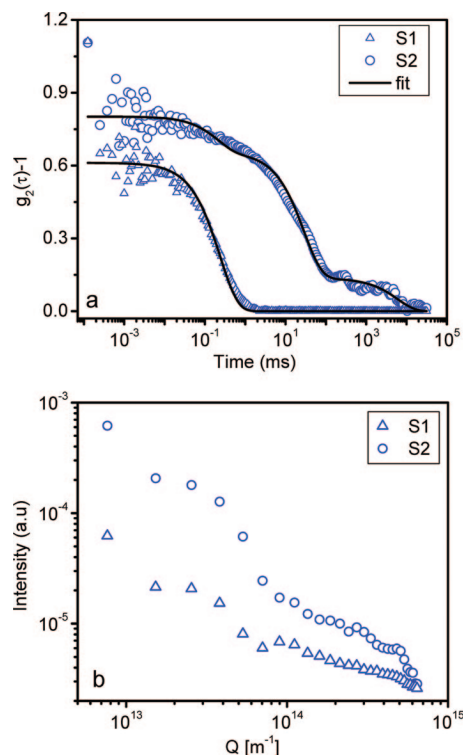 g₂(τ)-1
1.2
0.9
0.6
0.3
0.0
S1
S2
fit
a
10⁻³ 10⁻¹ 10¹ 10³ 10⁵
Time (ms)
Intensity (a.u)
10⁻³
10⁻⁴
10⁻⁵
S1
S2
b
10¹³ 10¹⁴ 10¹⁵
Q [m⁻¹]